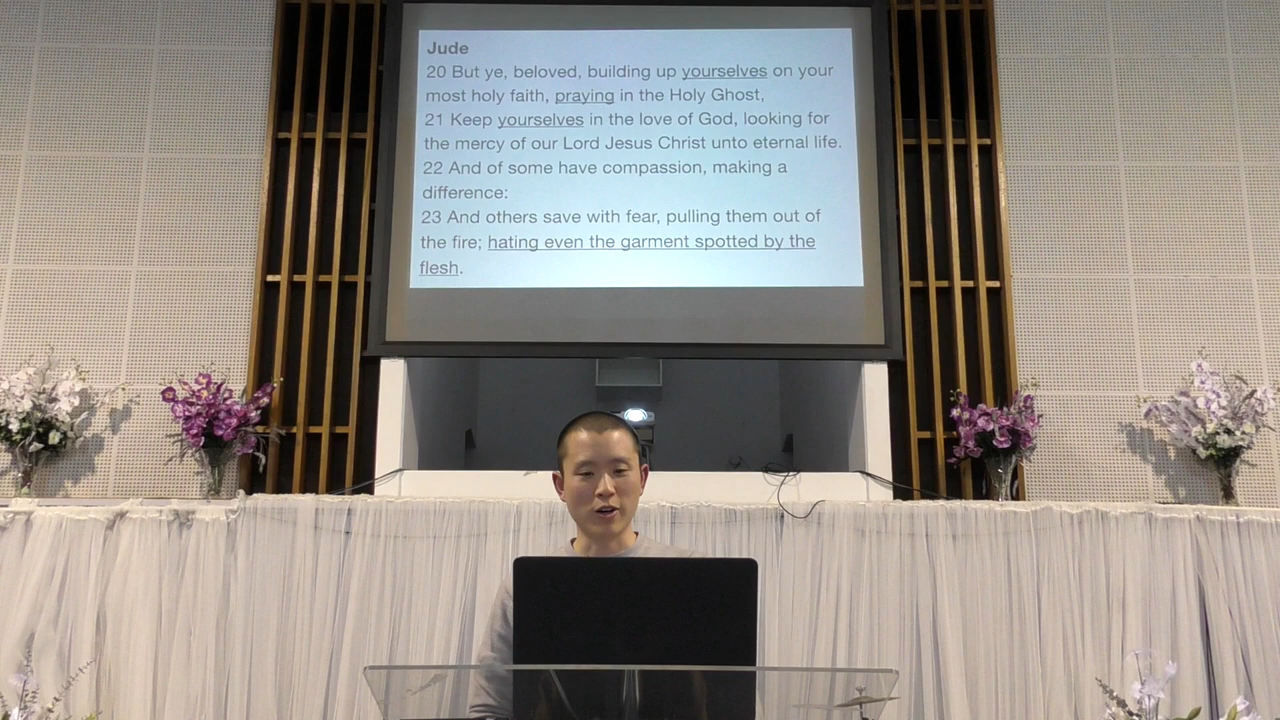 Jude
20 But ye, beloved, building up yourselves on your
most holy faith, praying in the Holy Ghost,
21 Keep yourselves in the love of God, looking for
the mercy of our Lord Jesus Christ unto eternal life.
22 And of some have compassion, making a
difference:
23 And others save with fear, pulling them out of
the fire; hating even the garment spotted by the
flesh.